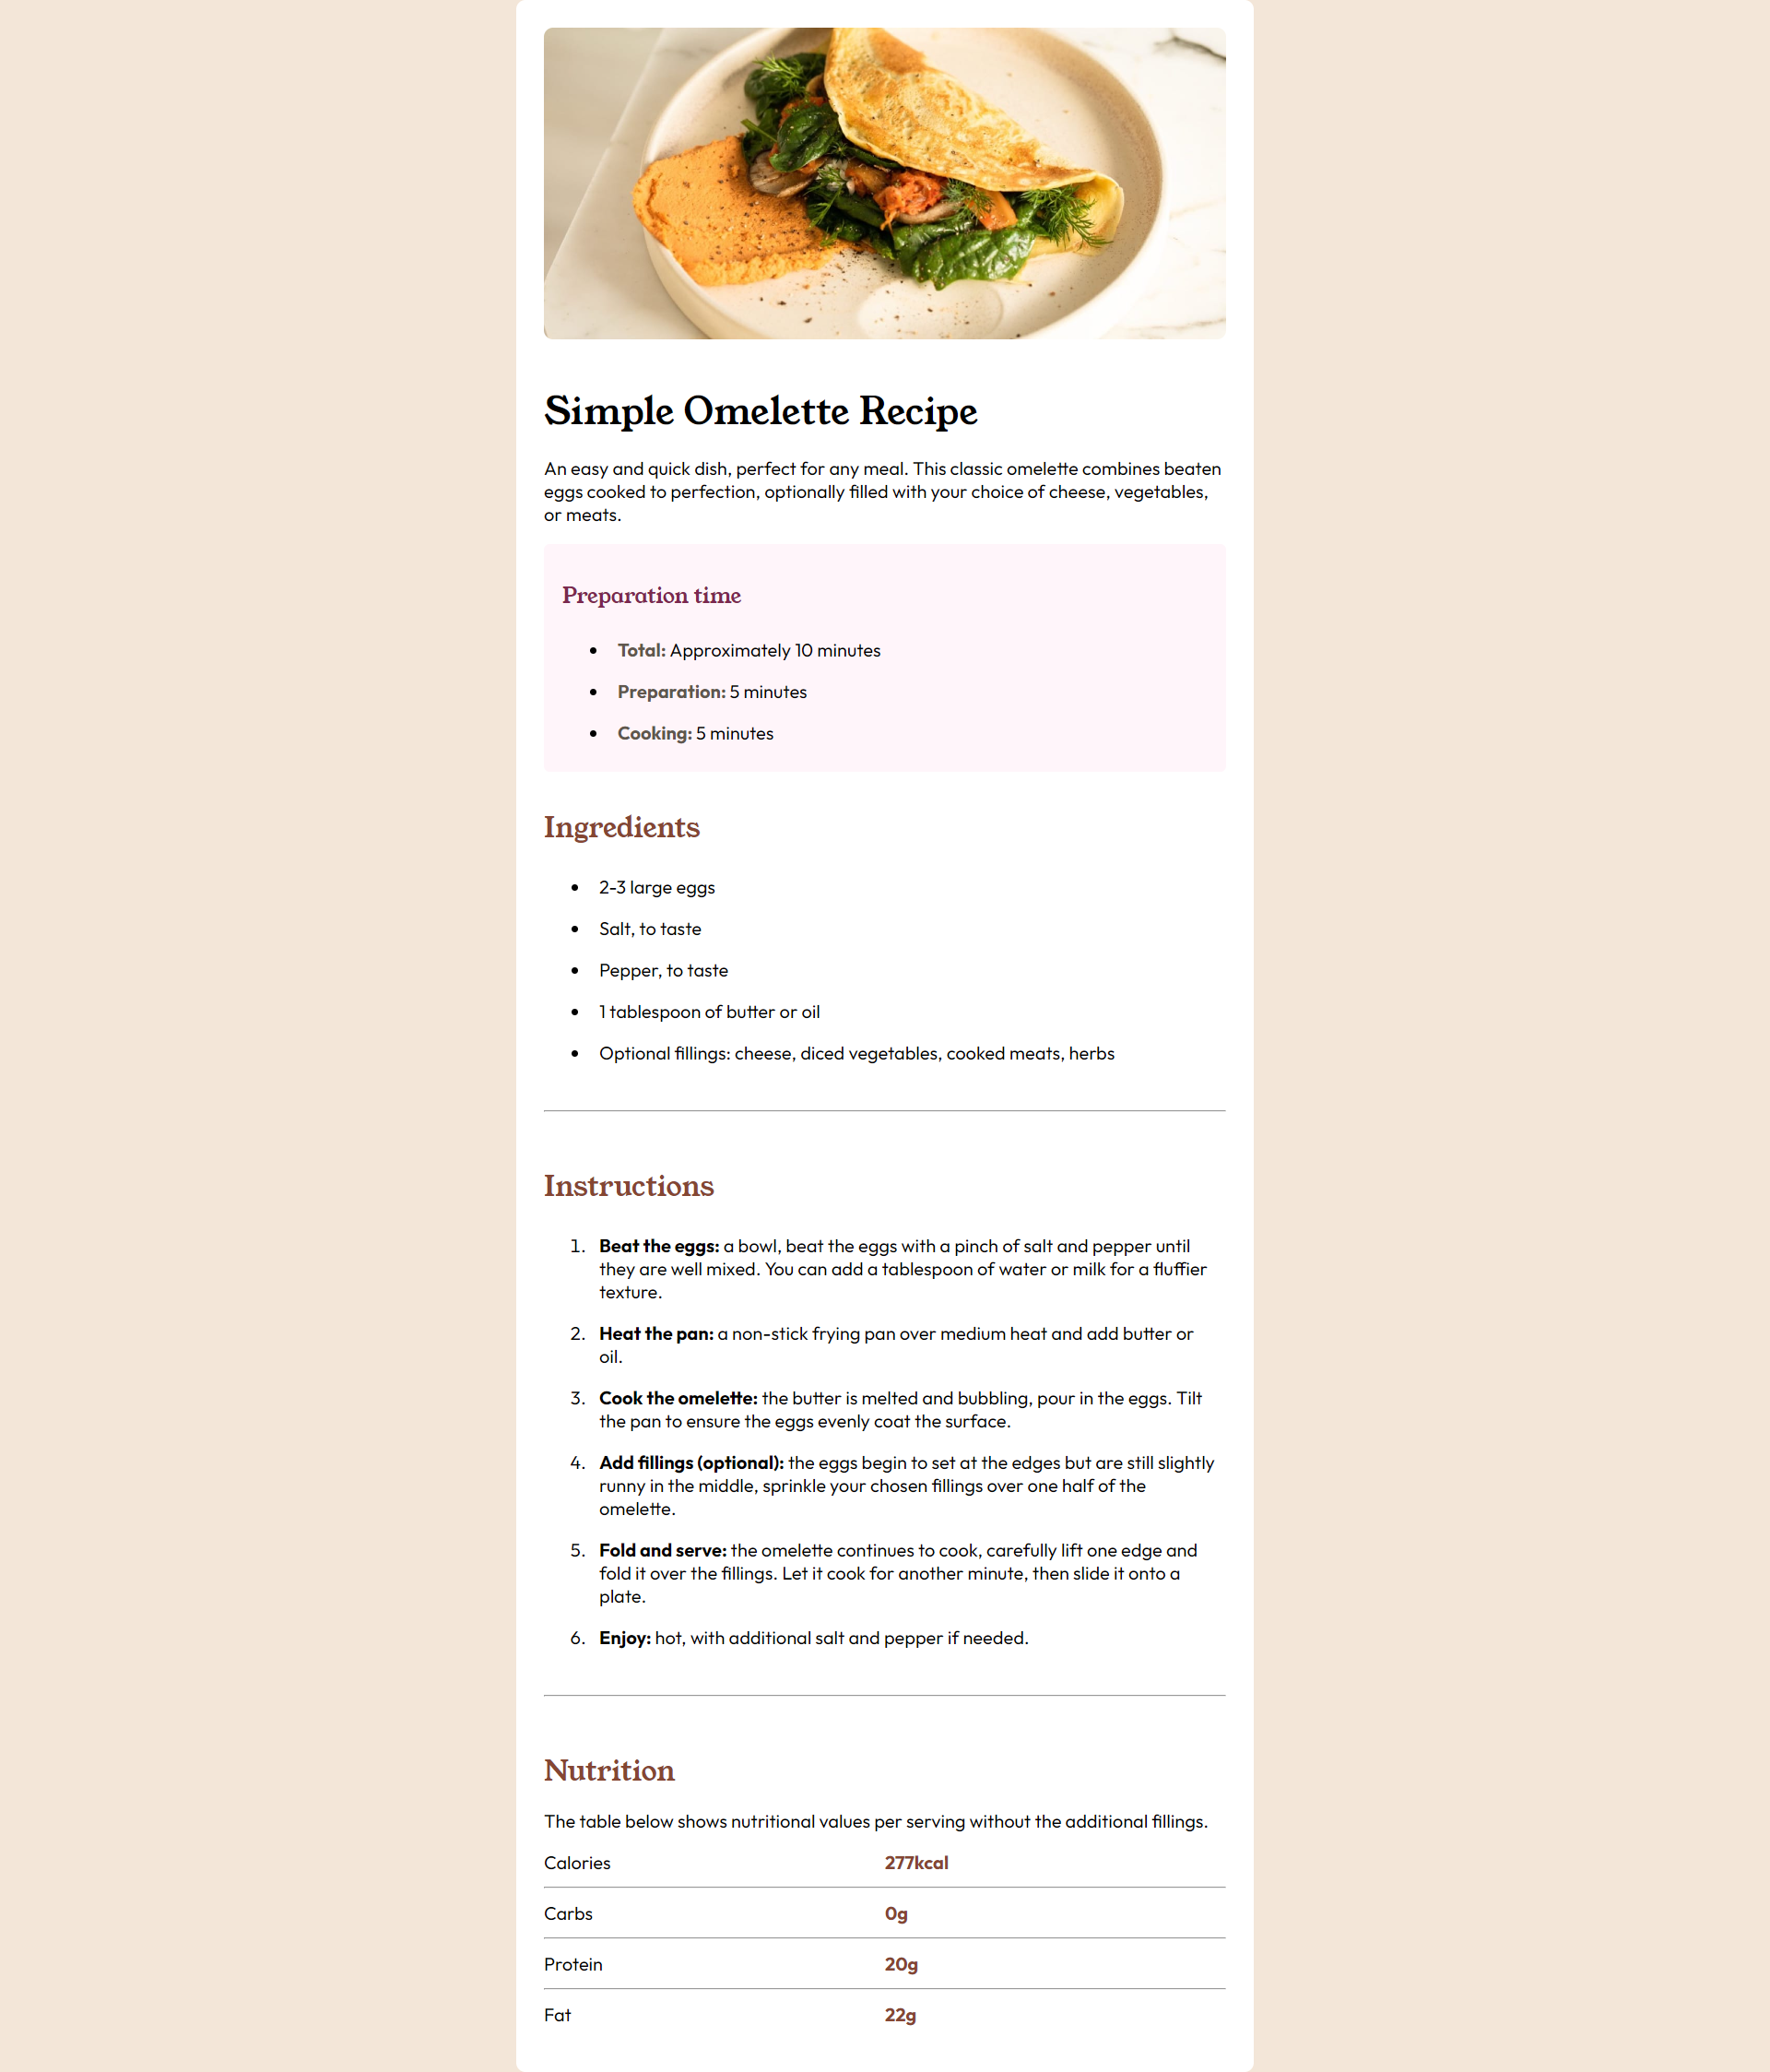 Simple Omelette Recipe
An easy and quick dish, perfect for any meal. This classic omelette combines beaten
eggs cooked to perfection, optionally filled with your choice of cheese, vegetables,
or meats.
Preparation time
• Total: Approximately 10 minutes
• Preparation: 5 minutes
• Cooking: 5 minutes
Ingredients
• 2-3 large eggs
• Salt, to taste
• Pepper, to taste
• 1 tablespoon of butter or oil
• Optional fillings: cheese, diced vegetables, cooked meats, herbs
Instructions
1. Beat the eggs: a bowl, beat the eggs with a pinch of salt and pepper until
they are well mixed. You can add a tablespoon of water or milk for a fluffier
texture.
2. Heat the pan: a non-stick frying pan over medium heat and add butter or
oil.
3. Cook the omelette: the butter is melted and bubbling, pour in the eggs. Tilt
the pan to ensure the eggs evenly coat the surface.
4. Add fillings (optional): the eggs begin to set at the edges but are still slightly
runny in the middle, sprinkle your chosen fillings over one half of the
omelette.
5. Fold and serve: the omelette continues to cook, carefully lift one edge and
fold it over the fillings. Let it cook for another minute, then slide it onto a
plate.
6. Enjoy: hot, with additional salt and pepper if needed.
Nutrition
The table below shows nutritional values per serving without the additional fillings.
Calories 277kcal
Carbs 0g
Protein 20g
Fat 22g